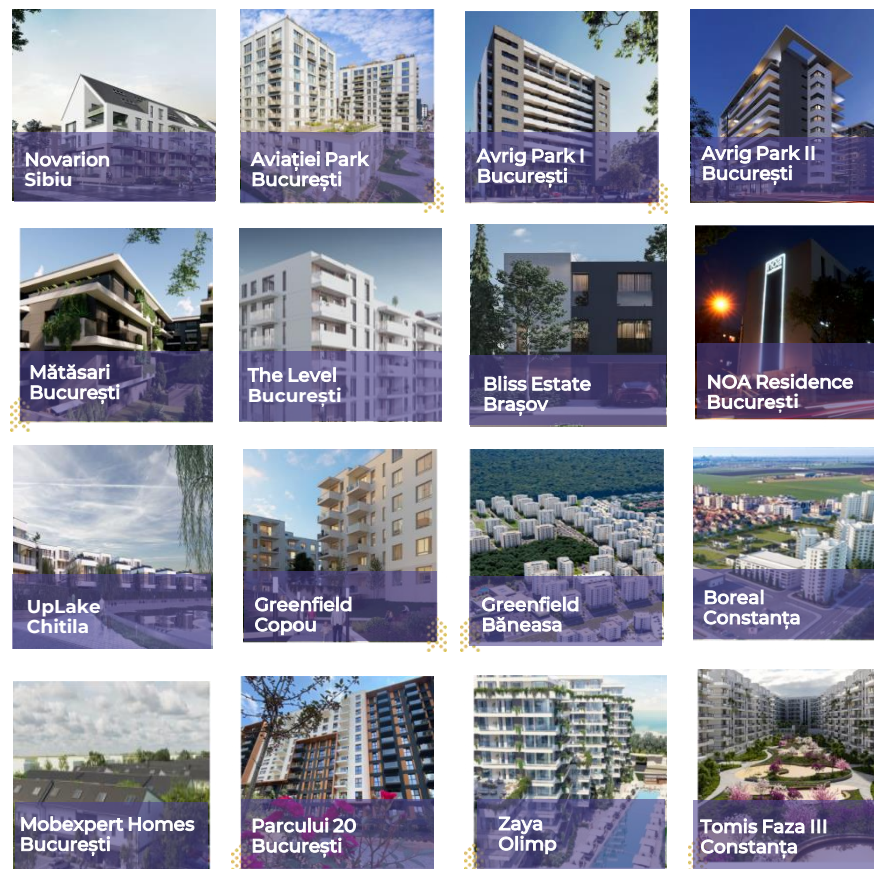 Novarion
Sibiu
Aviației Park
București
Avrig Park I
București
Avrig Park II
București
Mătăsari
București
The Level
București
Bliss Estate
Brașov
noa
NOA Residence
București
UpLake
Chitila
Greenfield
Copou
Greenfield
Băneasa
Boreal
Constanța
Mobexpert Homes
București
Parcului 20
București
Zaya
Olimp
Tomis Faza III
Constanța